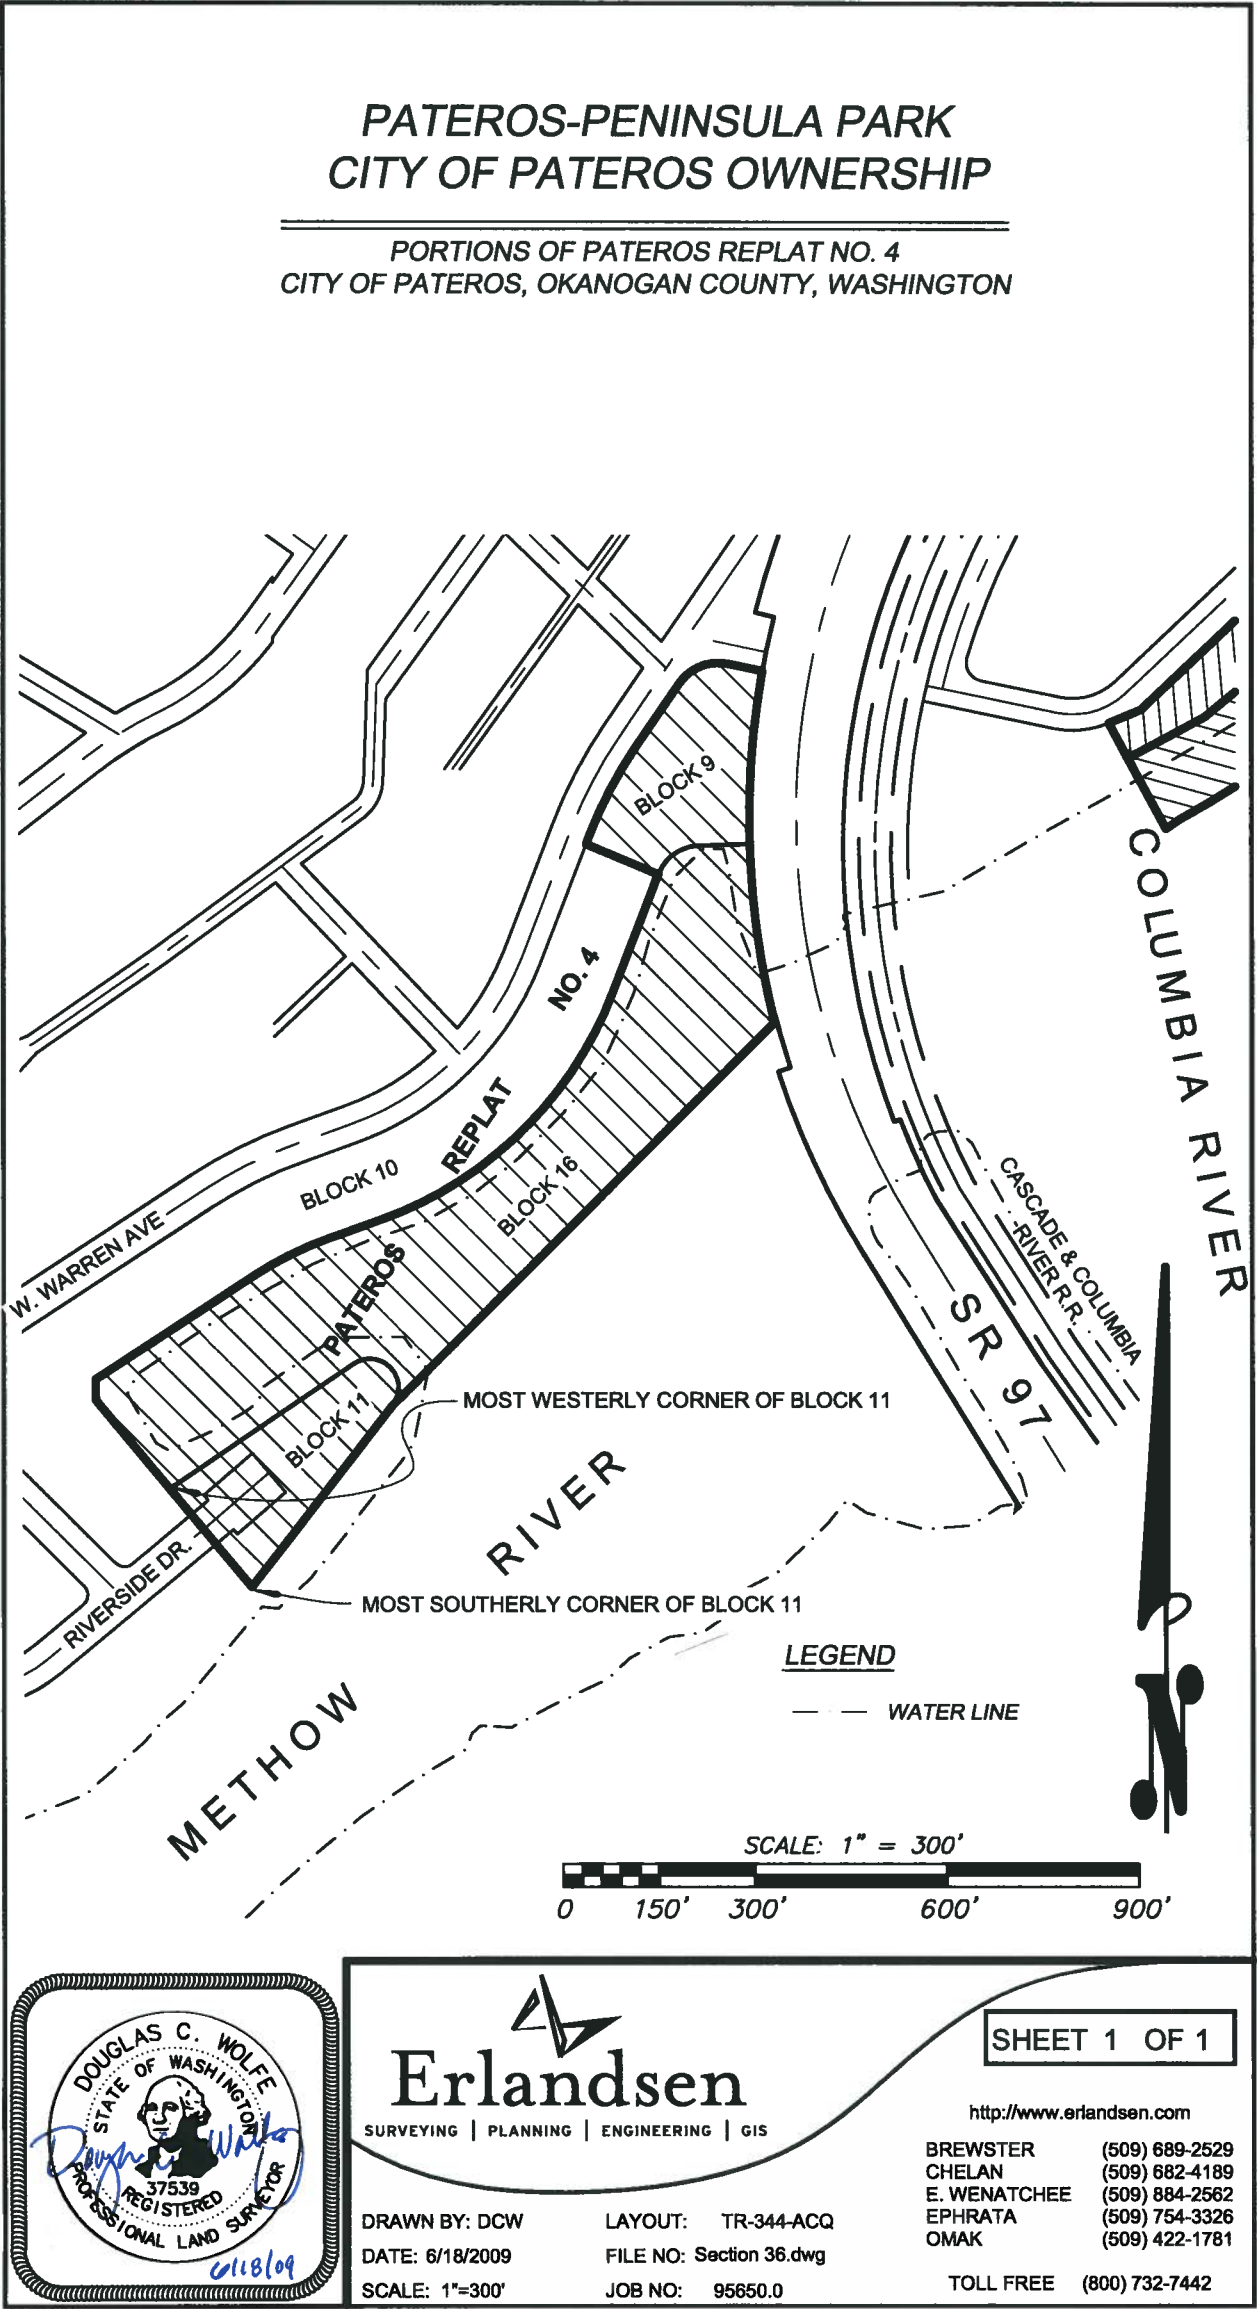 PATEROS-PENINSULA PARK
CITY OF PATEROS OWNERSHIP
PORTIONS OF PATEROS REPLAT NO. 4
CITY OF PATEROS, OKANOGAN COUNTY, WASHINGTON
BLOCK 9
COLUMBIA RIVER
NO. 4
REPLAT
PATEROS
BLOCK 10
BLOCK 16
W. WARREN AVE
CASCADE & COLUMBIA
RIVER R.R.
SR 97
BLOCK 11
MOST WESTERLY CORNER OF BLOCK 11
RIVERSIDE DR.
MOST SOUTHERLY CORNER OF BLOCK 11
METHOW RIVER
LEGEND
WATER LINE
N
SCALE: 1" = 300'
0 150' 300' 600' 900'
DOUGLAS C. WOLFE
STATE OF WASHINGTON
37539
REGISTERED
PROFESSIONAL LAND SURVEYOR
6/18/09
Erlandsen
SURVEYING | PLANNING | ENGINEERING | GIS
SHEET 1 OF 1
http://www.erlandsen.com
BREWSTER (509) 689-2529
CHELAN (509) 682-4189
E. WENATCHEE (509) 884-2562
EPHRATA (509) 754-3326
OMAK (509) 422-1781
TOLL FREE (800) 732-7442
DRAWN BY: DCW
DATE: 6/18/2009
SCALE: 1"=300'
LAYOUT: TR-344-ACQ
FILE NO: Section 36.dwg
JOB NO: 95650.0